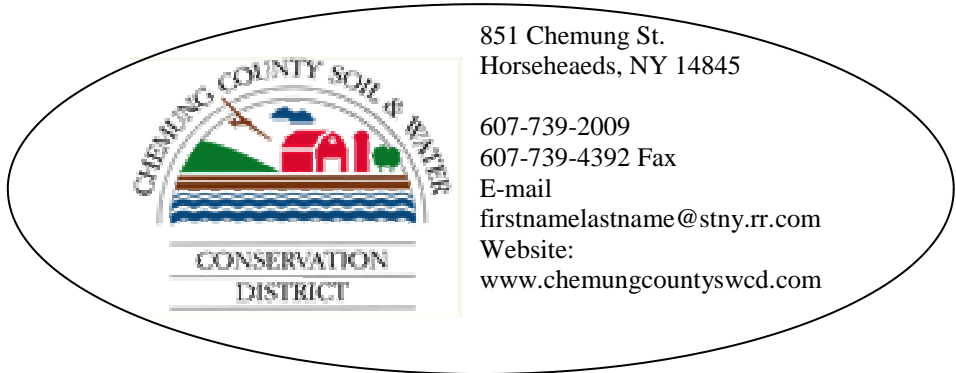 CHEMUNG COUNTY SOIL & WATER
CONSERVATION
DISTRICT
851 Chemung St.
Horseheaeds, NY 14845
607-739-2009
607-739-4392 Fax
E-mail
firstnamelastname@stny.rr.com
Website:
www.chemungcountyswcd.com